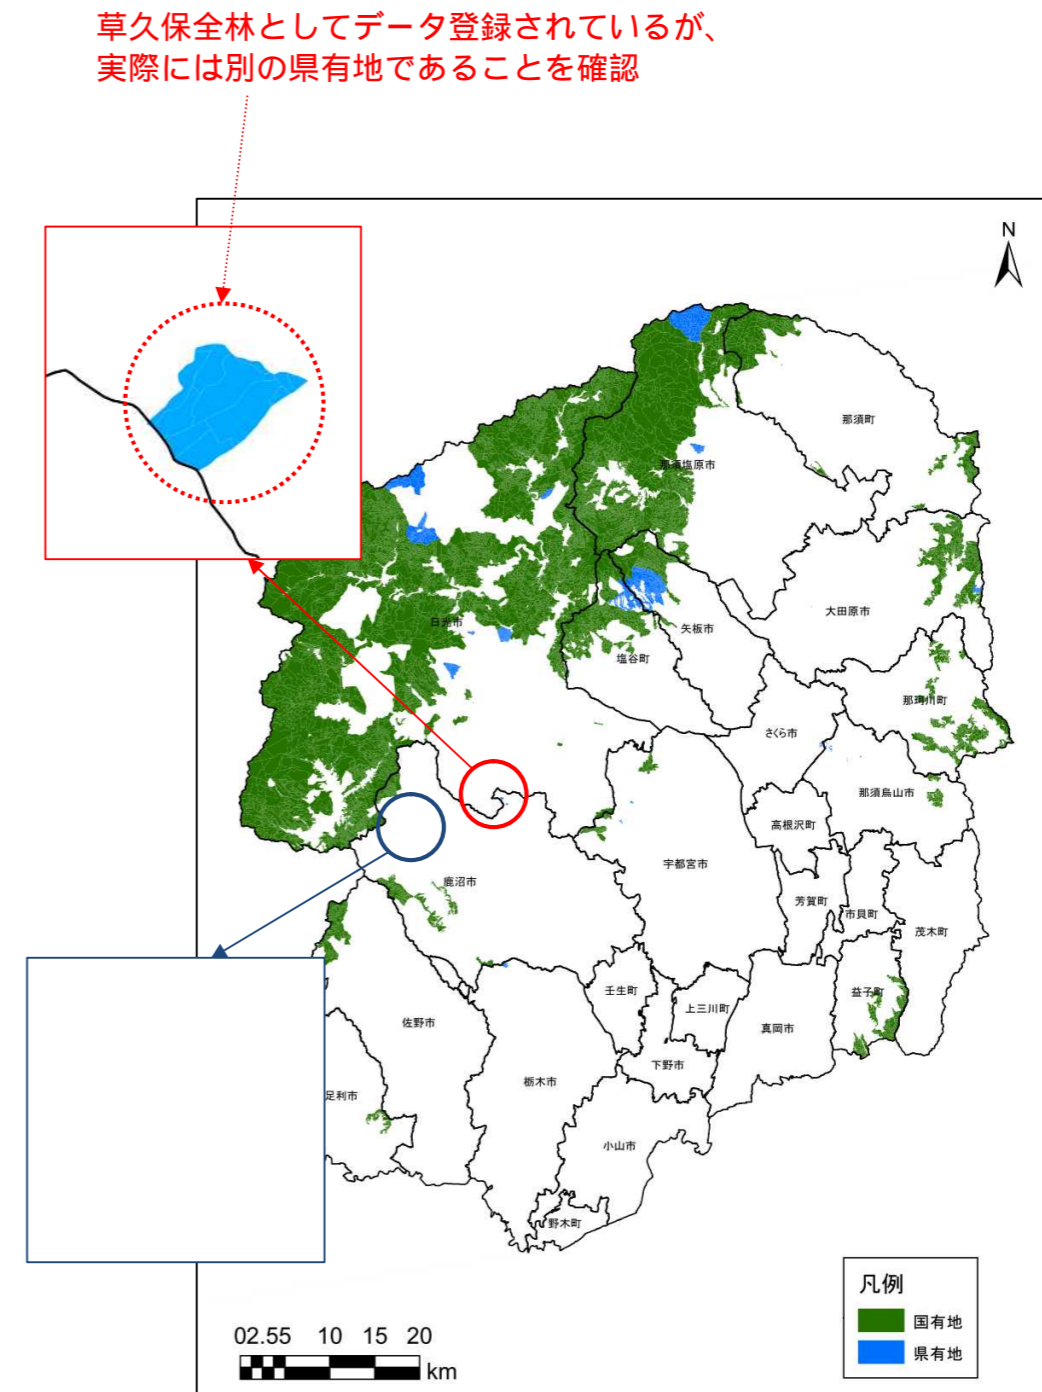 草久保全林としてデータ登録されているが、
実際には別の県有地であることを確認
N
那須町
那須塩原市
大田原市
日光市
矢板市
塩谷町
那珂川町
さくら市
那須烏山市
高根沢町
宇都宮市
鹿沼市
芳賀町
市貝町
茂木町
壬生町
益子町
上三川町
佐野市
真岡市
下野市
栃木市
足利市
小山市
野木町
凡例
国有地
県有地
02.55 10 15 20
km